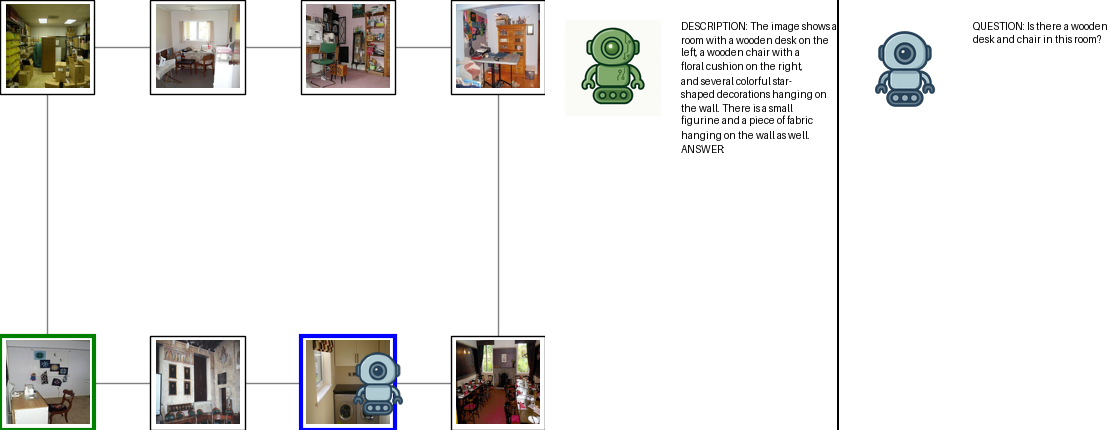 DESCRIPTION: The image shows a
room with a wooden desk on the
left, a wooden chair with a
floral cushion on the right,
and several colorful star-
shaped decorations hanging on
the wall. There is a small
figurine and a piece of fabric
hanging on the wall as well.
ANSWER:
QUESTION: Is there a wooden
desk and chair in this room?